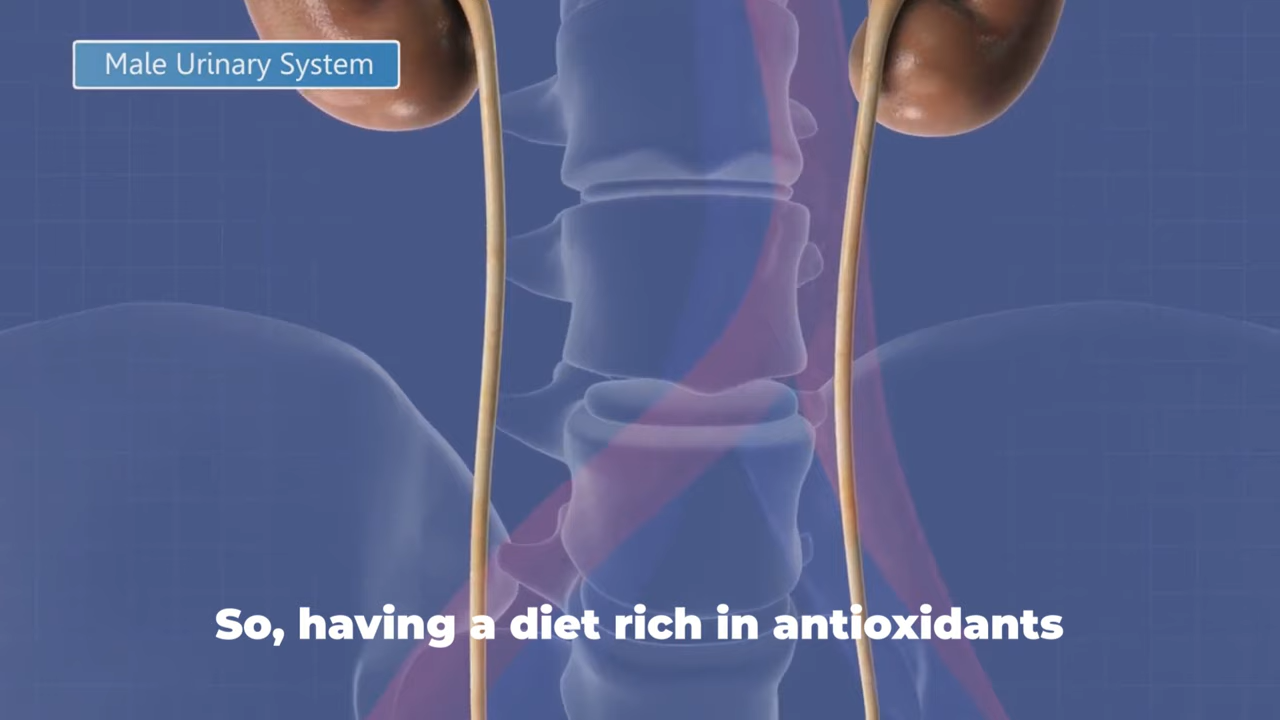 Male Urinary System
So, having a diet rich in antioxidants